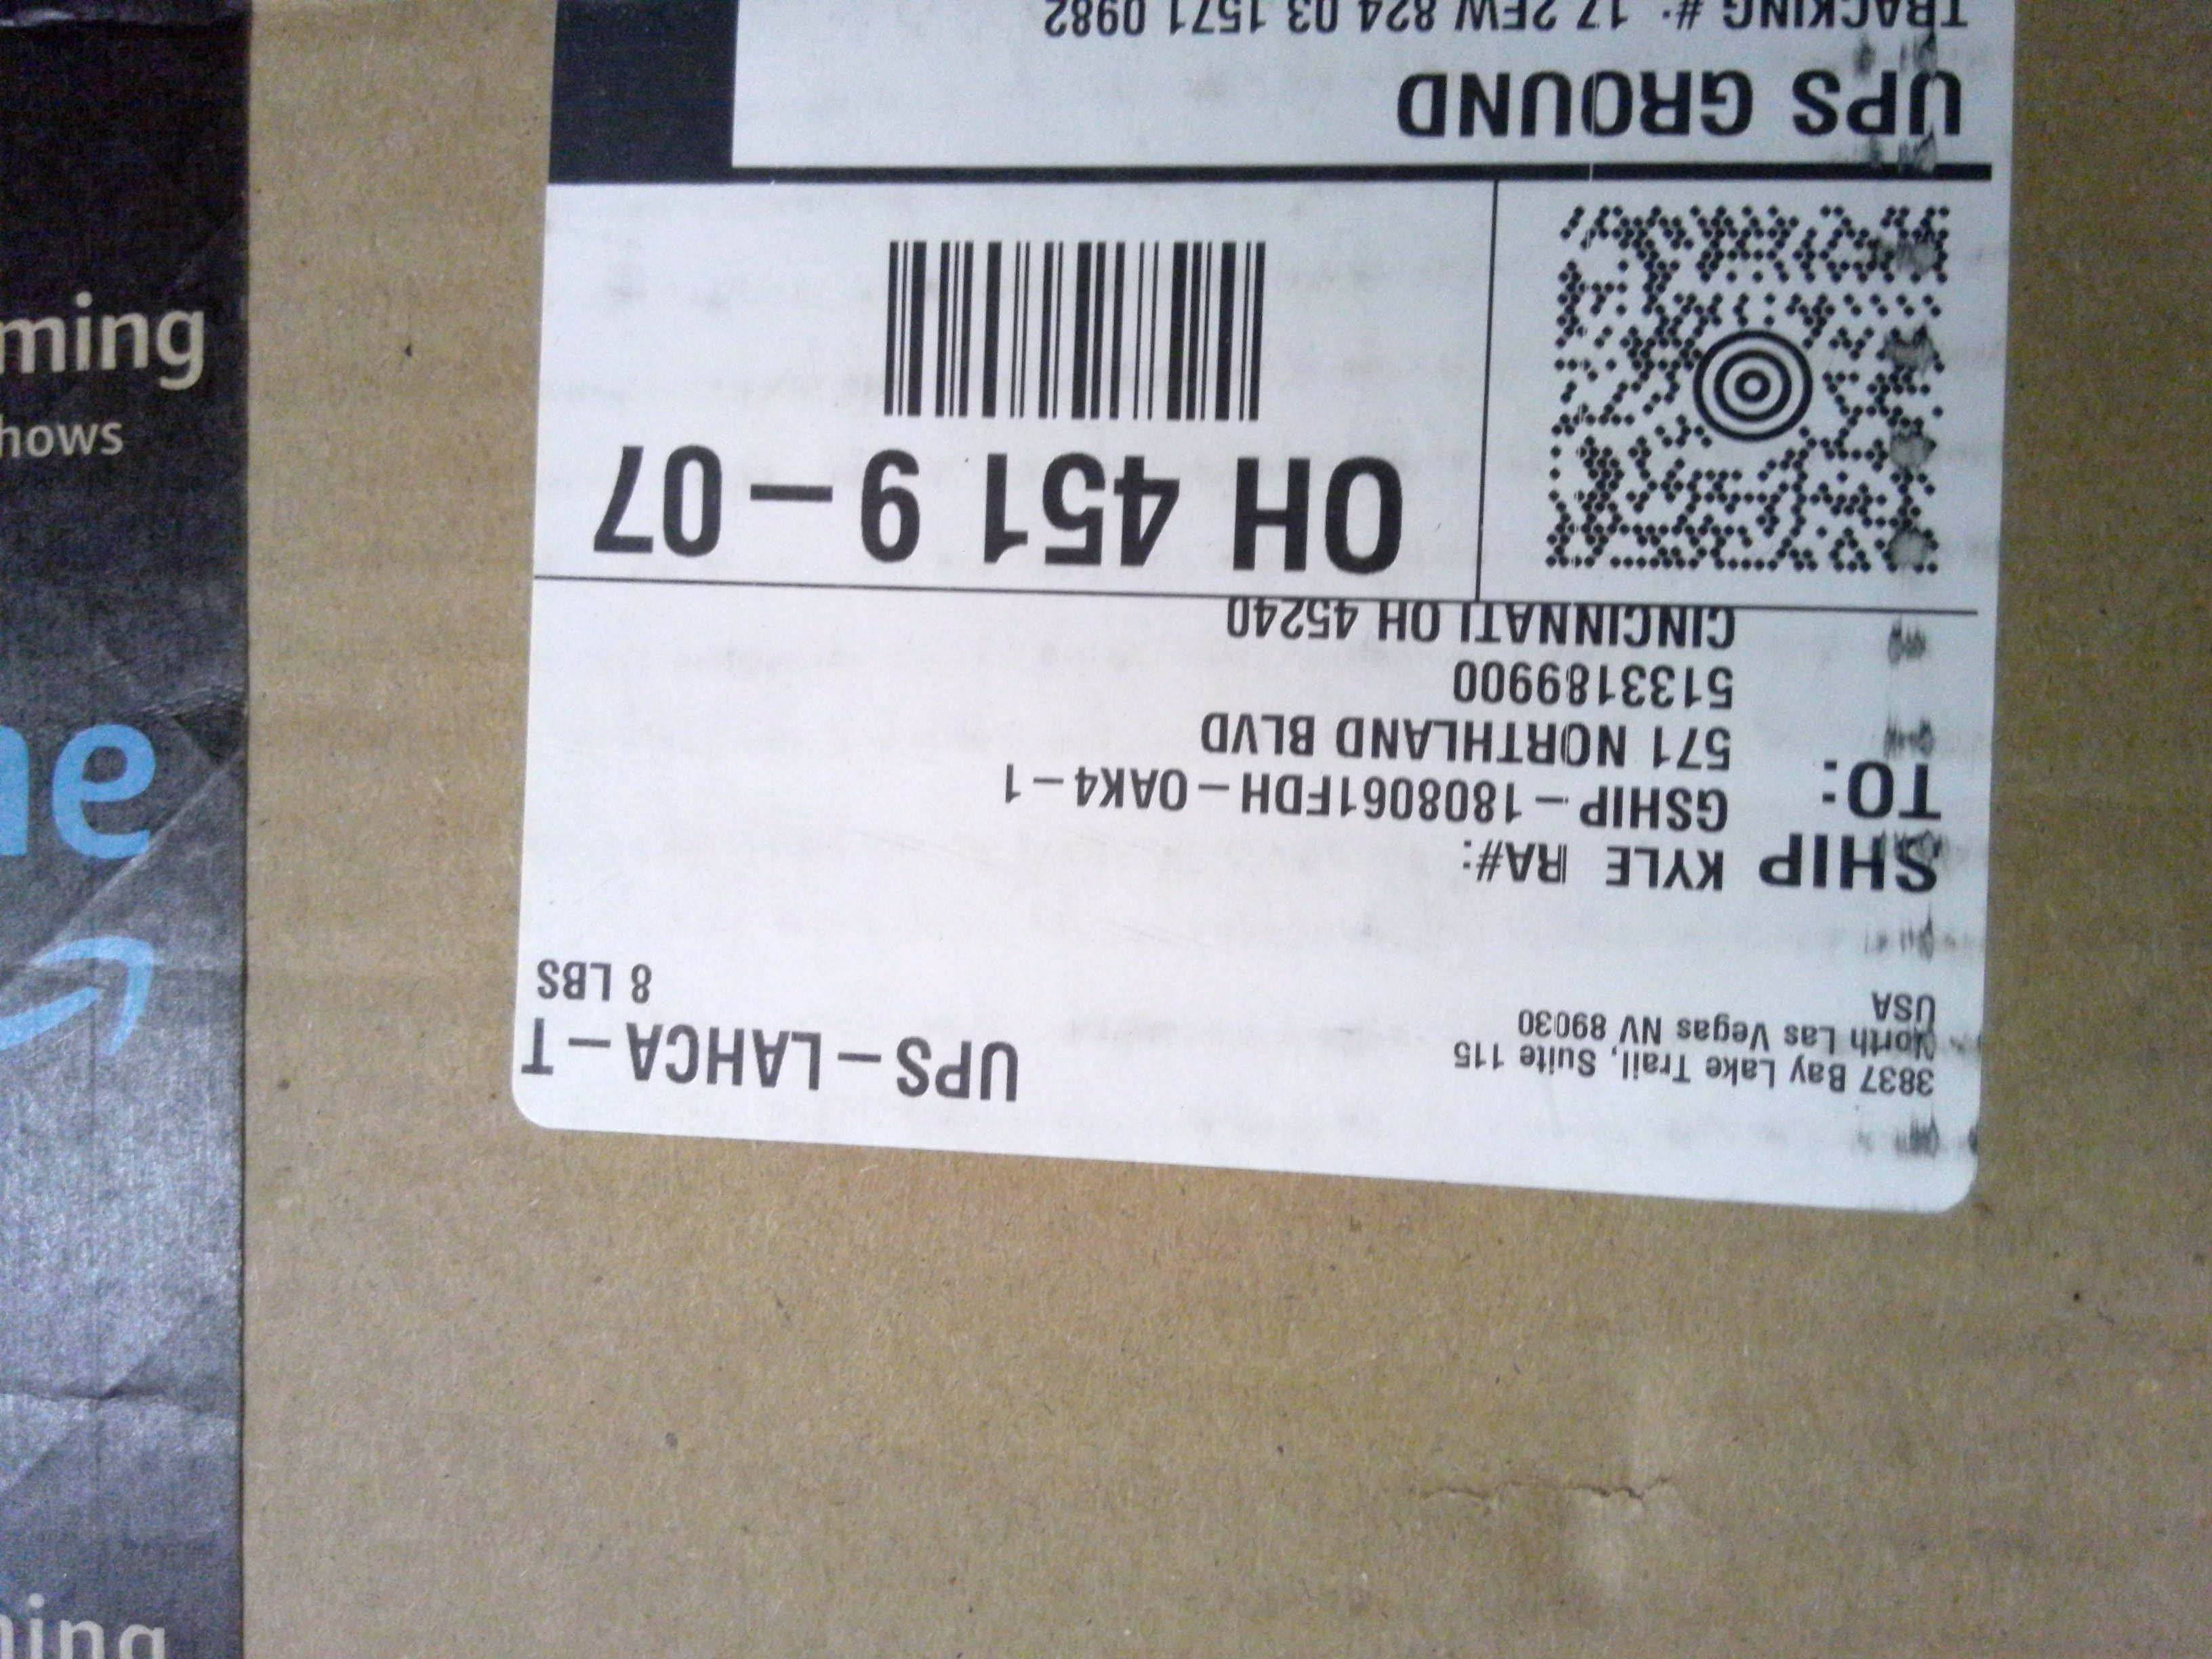 3837 Bay Lake Trail, Suite 115
North Las Vegas NV 89030
USA
UPS-LAHCA-T
8 LBS
SHIP TO:
KYLE RA#:
GSHIP-1808061FDH-OAK4-1
571 NORTHLAND BLVD
5133189900
CINCINNATI OH 45240
OH 451 9-07
UPS GROUND
TRACKING #: 17 2EW 824 03 1571 0982
ming
hows